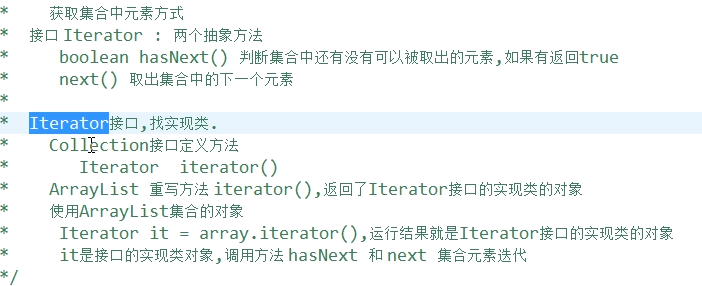 * 获取集合中元素方式
* 接口 Iterator : 两个抽象方法
* boolean hasNext() 判断集合中还有没有可以被取出的元素,如果有返回true
* next() 取出集合中的下一个元素
*
* Iterator接口,找实现类.
* Collection接口定义方法
* Iterator iterator()
* ArrayList 重写方法 iterator(),返回了Iterator接口的实现类的对象
* 使用ArrayList集合的对象
* Iterator it = array.iterator(),运行结果就是Iterator接口的实现类的对象
* it是接口的实现类对象,调用方法 hasNext 和 next 集合元素迭代
*/